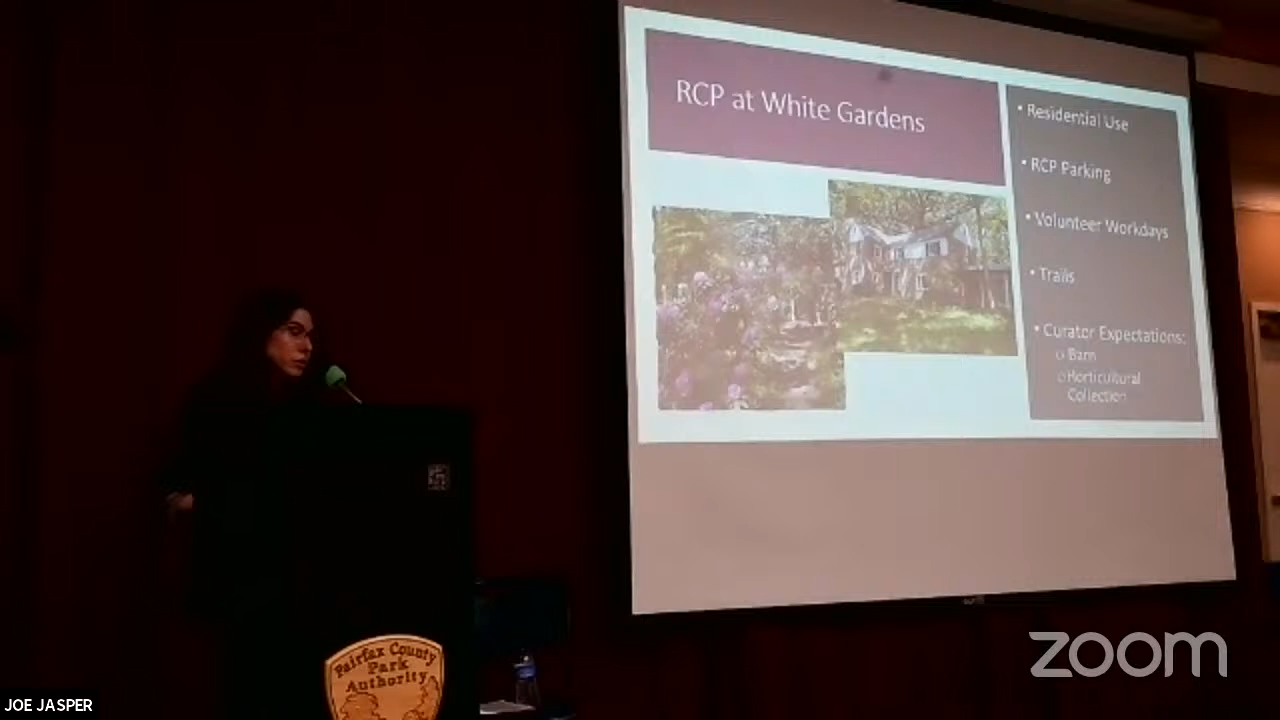 RCP at White Gardens
• Residential Use
• RCP Parking
• Volunteer Workdays
• Trails
• Curator Expectations:
o Barn
o Horticultural
Collection
Fairfax County
Park
Authority
zoom
JOE JASPER